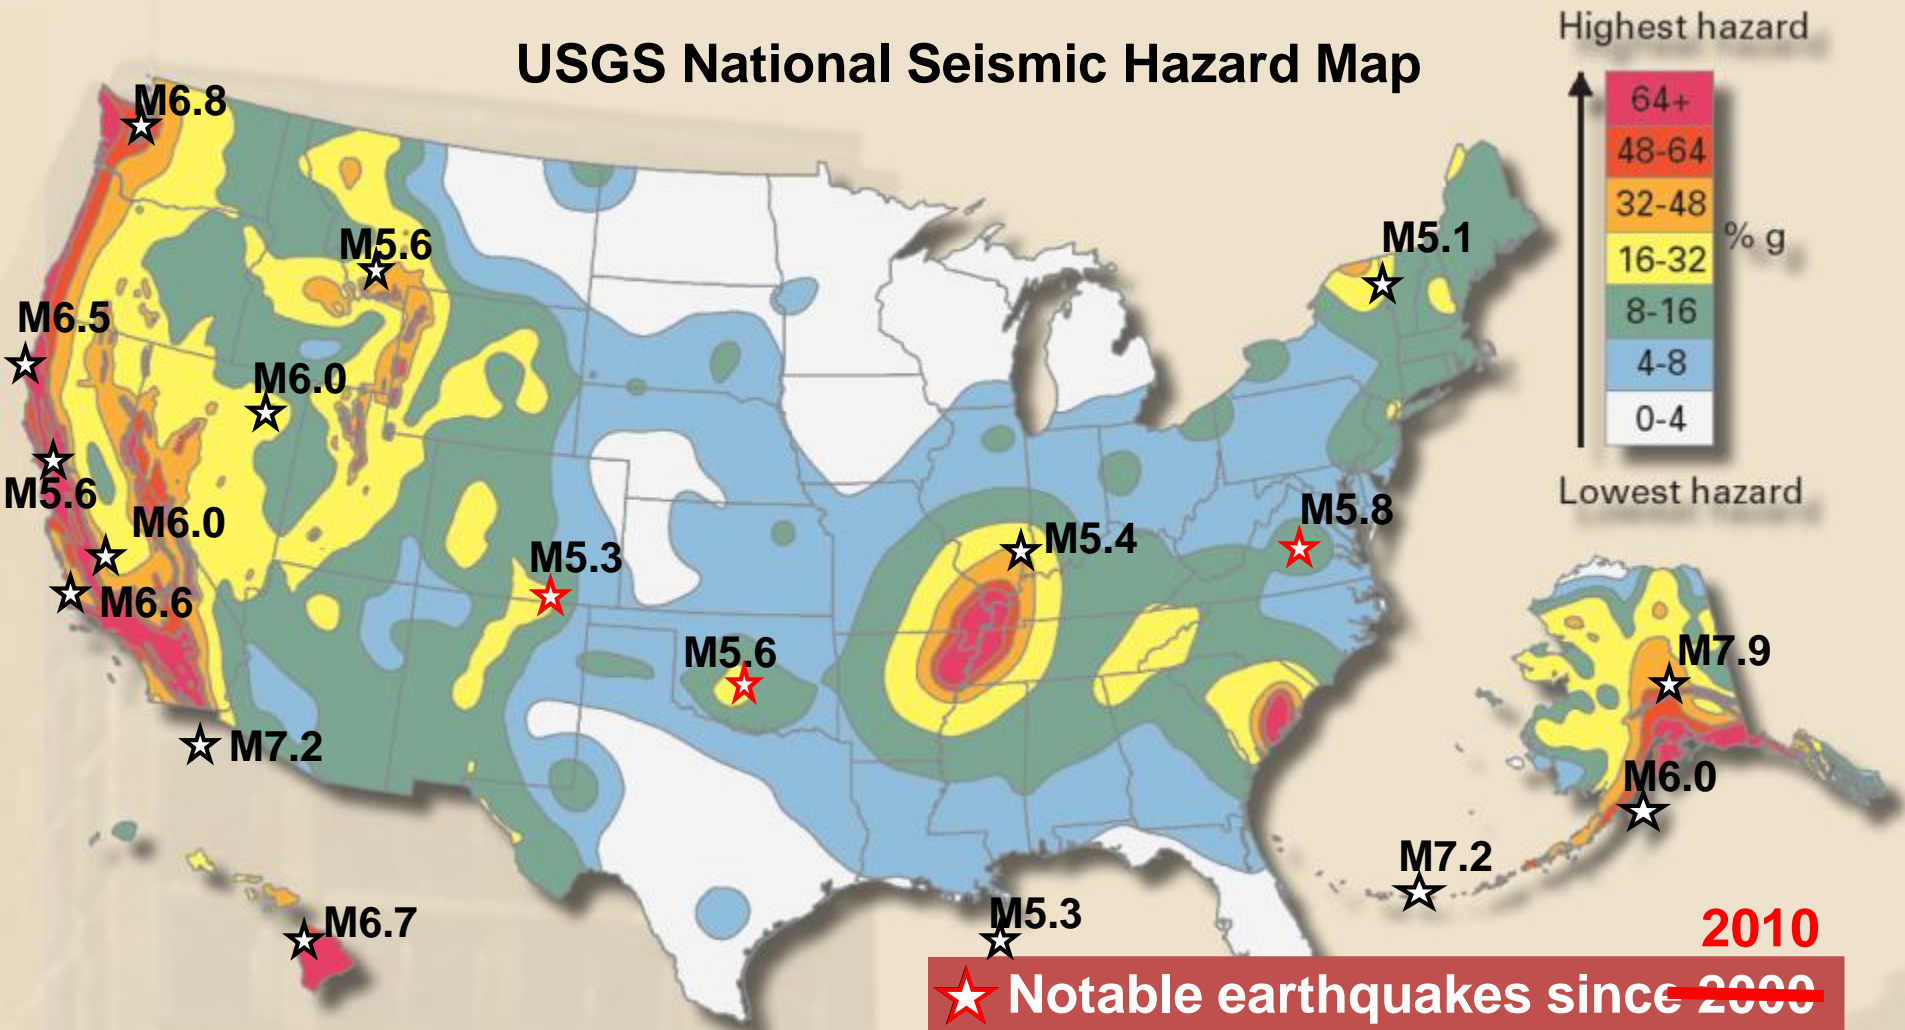 USGS National Seismic Hazard Map
Highest hazard
64+
48-64
32-48
16-32
8-16
4-8
0-4
% g
Lowest hazard
M6.8
M5.6
M5.1
M6.5
M6.0
M5.6
M6.0
M5.8
M5.4
M5.3
M6.6
M5.6
M7.9
M7.2
M6.0
M7.2
M5.3
M6.7
2010
Notable earthquakes since 2000